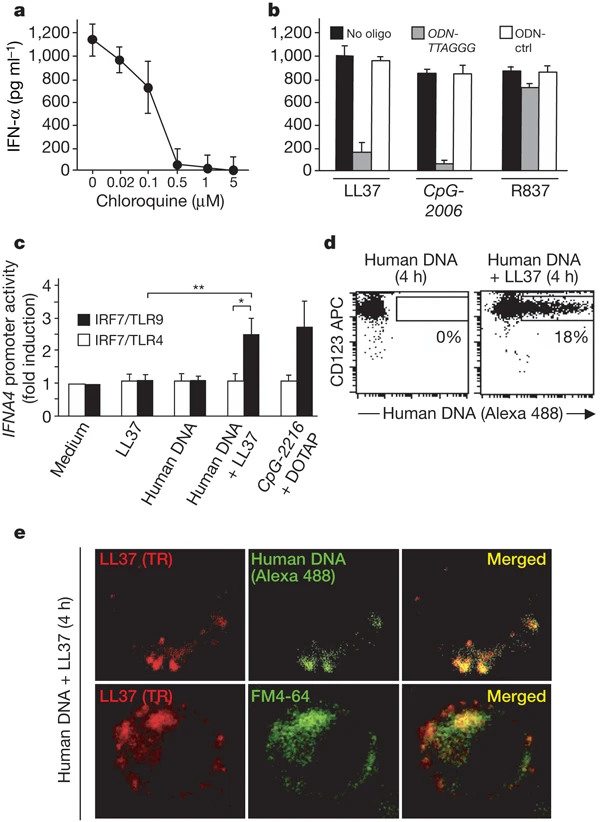 a
1,200
1,000
800
600
400
200
0
IFN-α (pg ml⁻¹)
0 0.02 0.1 0.5 1 5
Chloroquine (μM)
b
No oligo
ODN-
TTAGGG
ODN-
ctrl
1,200
1,000
800
600
400
200
0
LL37
CpG-
2006
R837
c
IFNA4 promoter activity
(fold induction)
4
3
2
1
0
IRF7/TLR9
IRF7/TLR4
**
*
Medium
LL37
Human DNA
Human DNA
+ LL37
CpG-2216
+ DOTAP
d
Human DNA
(4 h)
Human DNA
+ LL37 (4 h)
CD123 APC
0%
18%
Human DNA (Alexa 488)
e
Human DNA + LL37 (4 h)
LL37 (TR)
Human DNA
(Alexa 488)
Merged
LL37 (TR)
FM4-64
Merged